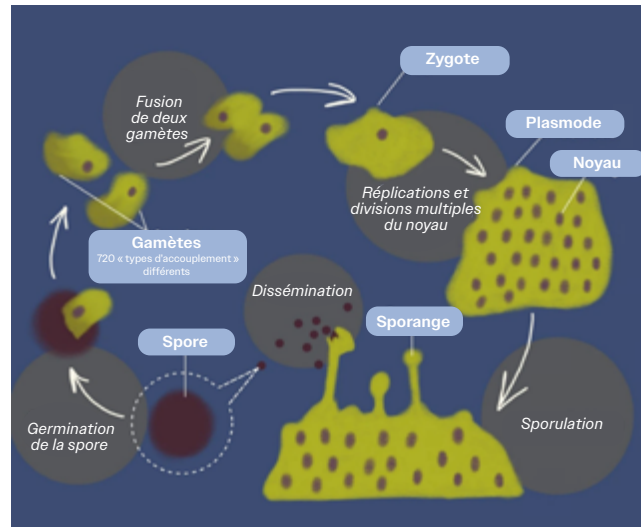 Zygote
Fusion
de deux
gamètes
Plasmode
Noyau
Réplications et
divisions multiples
du noyau
Gamètes
720 « types d'accouplement »
différents
Dissémination
Sporange
Spore
Germination
de la spore
Sporulation